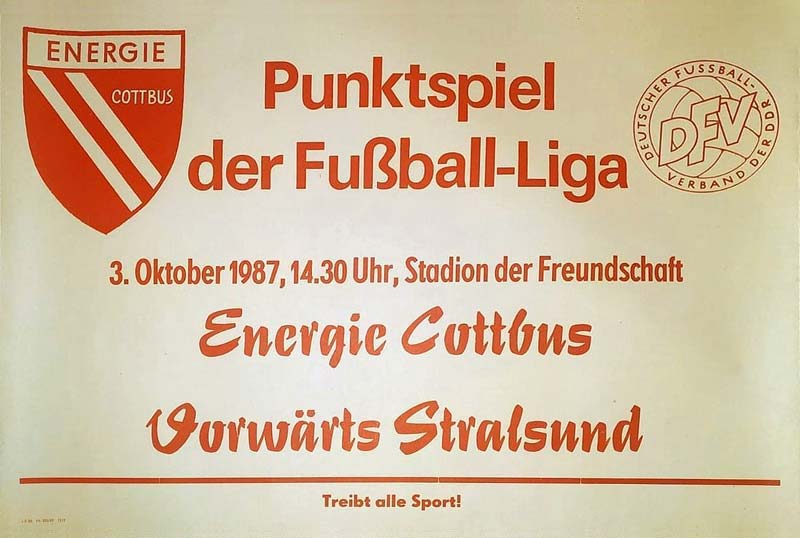 ENERGIE
COTTBUS
Punktspiel
der Fußball-Liga
DEUTSCHER FUSSBALL-
VERBAND DER DDR
DFV
3. Oktober 1987, 14.30 Uhr, Stadion der Freundschaft
Energie Cottbus
Vorwärts Stralsund
Treibt alle Sport!